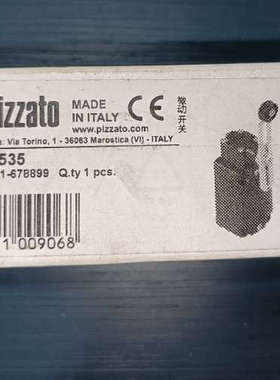 pizzato
MADE
IN ITALY
CE
www.pizzato.com
: Via Torino, 1 - 36063 Marostica (VI) - ITALY
535
1-678899 Q.ty 1 pcs.
1 009068
微动开关